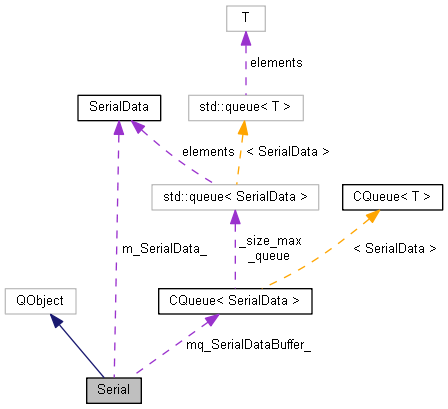 T
elements
SerialData
std::queue< T >
elements
< SerialData >
std::queue< SerialData >
CQueue< T >
m_SerialData_
_size_max
_queue
< SerialData >
QObject
CQueue< SerialData >
mq_SerialDataBuffer_
Serial